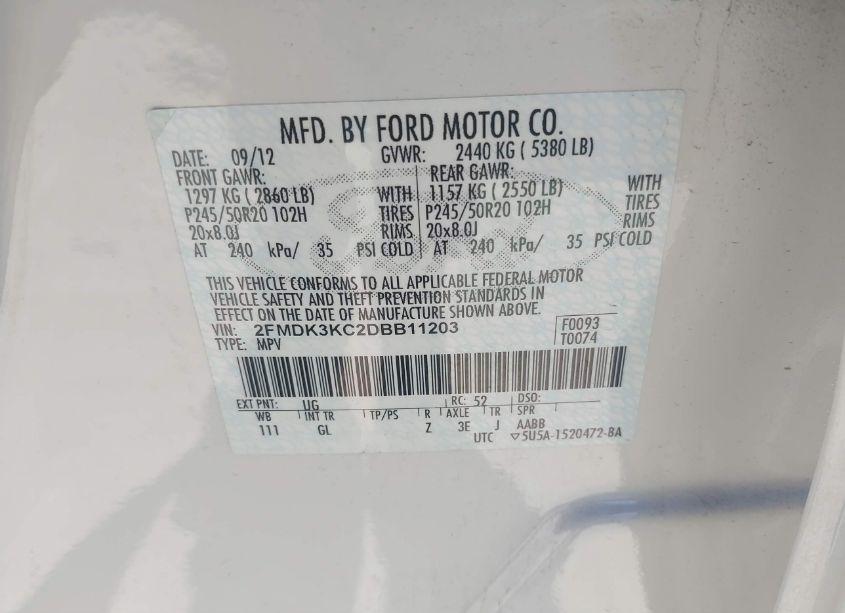 MFD. BY FORD MOTOR CO.
DATE: 09/12 GVWR: 2440 KG ( 5380 LB)
FRONT GAWR: REAR GAWR:
1297 KG ( 2860 LB) WITH 1157 KG ( 2550 LB) WITH
P245/50R20 102H TIRES P245/50R20 102H TIRES
20x8.0J RIMS 20x8.0J RIMS
AT 240 kPa/ 35 PSI COLD AT 240 kPa/ 35 PSI COLD
THIS VEHICLE CONFORMS TO ALL APPLICABLE FEDERAL MOTOR
VEHICLE SAFETY AND THEFT PREVENTION STANDARDS IN
EFFECT ON THE DATE OF MANUFACTURE SHOWN ABOVE.
VIN: 2FMDK3KC2DBB11203 F0093
TYPE: MPV T0074
EXT PNT: UG RC: 52 DSO:
WB INT TR TP/PS R AXLE TR SPR
111 GL Z 3E J AABB
UTC ▽5U5A-1520472-BA